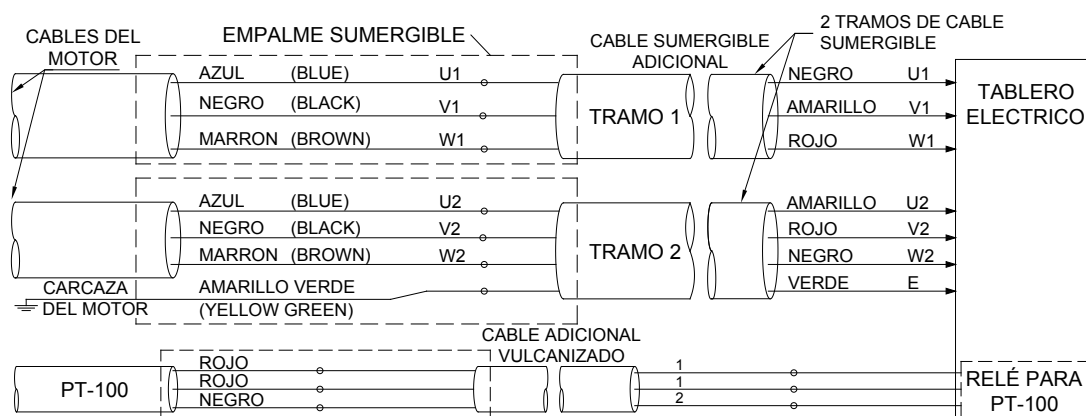 CABLES DEL
MOTOR
EMPALME SUMERGIBLE
CABLE SUMERGIBLE
ADICIONAL
2 TRAMOS DE CABLE
SUMERGIBLE
AZUL (BLUE) U1
NEGRO (BLACK) V1
MARRON (BROWN) W1
TRAMO 1
NEGRO U1
AMARILLO V1
ROJO W1
TABLERO
ELECTRICO
AZUL (BLUE) U2
NEGRO (BLACK) V2
MARRON (BROWN) W2
TRAMO 2
AMARILLO U2
ROJO V2
NEGRO W2
VERDE E
CARCAZA
DEL MOTOR
AMARILLO VERDE
(YELLOW GREEN)
CABLE ADICIONAL
VULCANIZADO
PT-100
ROJO
ROJO
NEGRO
1
1
2
RELÉ PARA
PT-100